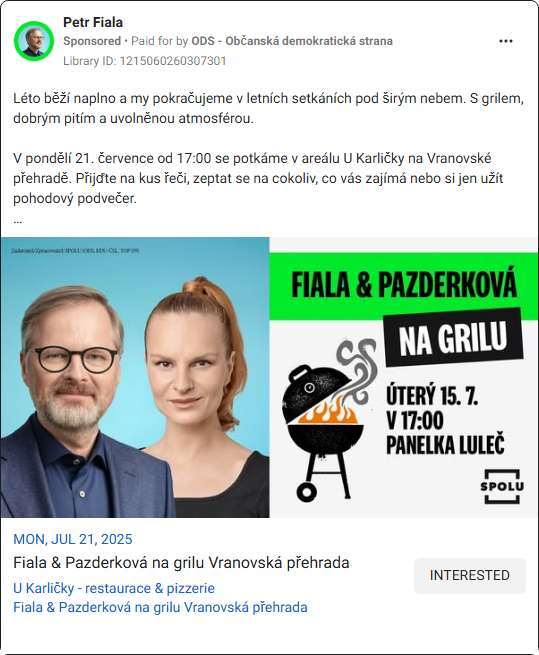 Petr Fiala
Sponsored • Paid for by ODS - Občanská demokratická strana
Library ID: 1215060260307301
Léto běží naplno a my pokračujeme v letních setkáních pod širým nebem. S grilem,
dobrým pitím a uvolněnou atmosférou.
V pondělí 21. července od 17:00 se potkáme v areálu U Karličky na Vranovské
přehradě. Přijďte na kus řeči, zeptat se na cokoliv, co vás zajímá nebo si jen užít
pohodový podvečer.
...
Zadavatel/Zpracovatel: SPOLU (ODS, KDU - ČSL, TOP 09)
FIALA & PAZDERKOVÁ
NA GRILU
ÚTERÝ 15. 7.
V 17:00
PANELKA LULEČ
SPOLU
MON, JUL 21, 2025
Fiala & Pazderková na grilu Vranovská přehrada
U Karličky - restaurace & pizzerie
Fiala & Pazderková na grilu Vranovská přehrada
INTERESTED